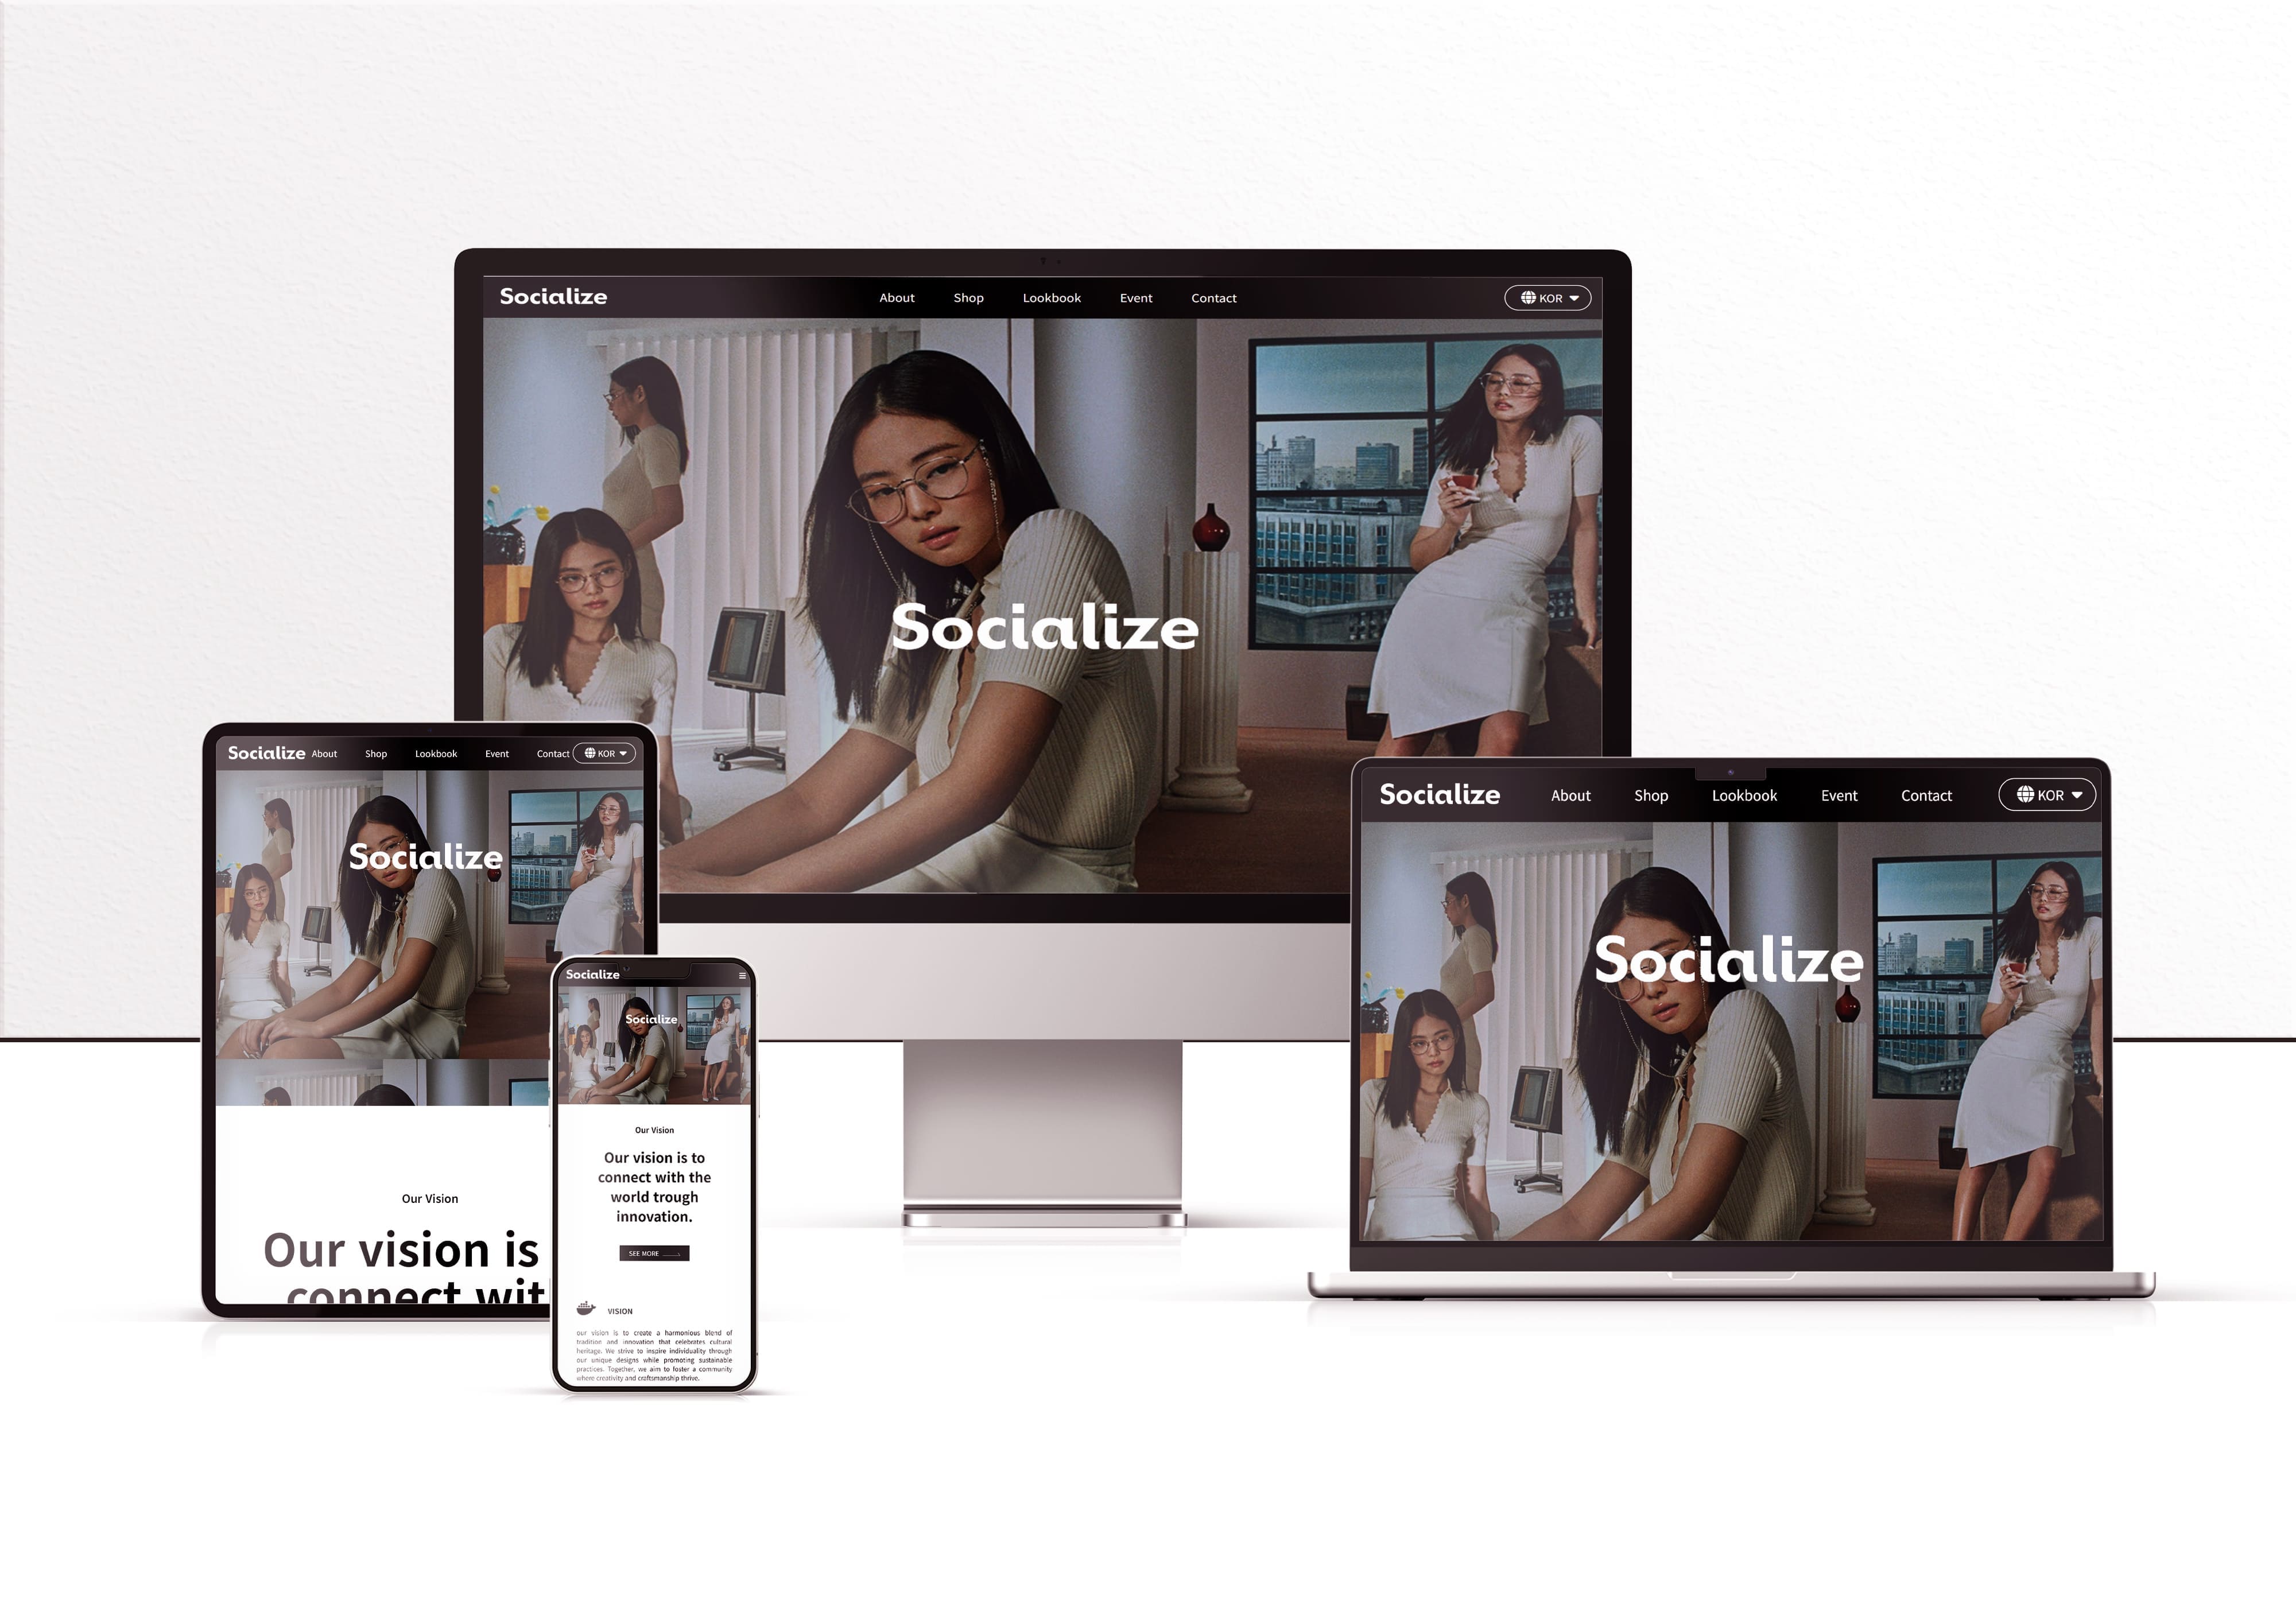 Socialize
About Shop Lookbook Event Contact
KOR
Socialize
Socialize About Shop Lookbook Event Contact KOR
Socialize
Our Vision
Our vision is
connect wit
Socialize
Socialize
Our Vision
Our vision is to
connect with the
world trough
innovation.
SEE MORE
VISION
our vision is to create a harmonious blend of
tradition and innovation that celebrates cultural
heritage. We strive to inspire individuality through
our unique designs while promoting sustainable
practices. Together, we aim to foster a community
where creativity and craftsmanship thrive.
Socialize About Shop Lookbook Event Contact KOR
Socialize